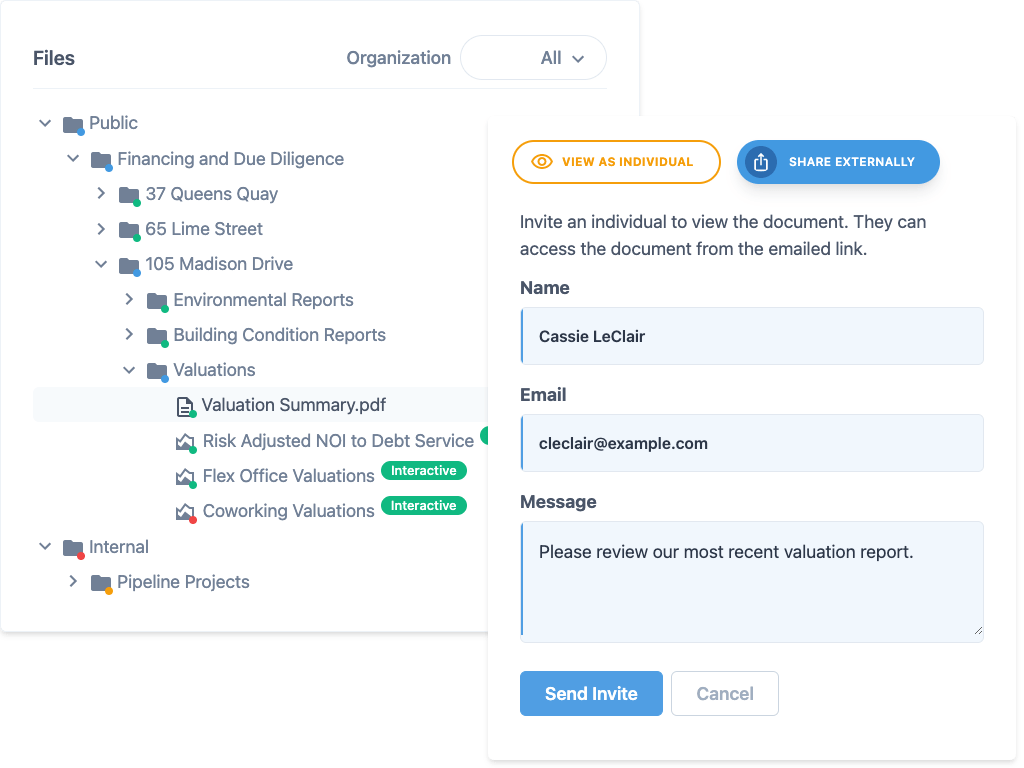 Files
Organization
All
Public
Financing and Due Diligence
37 Queens Quay
65 Lime Street
105 Madison Drive
Environmental Reports
Building Condition Reports
Valuations
Valuation Summary.pdf
Risk Adjusted NOI to Debt Service
Flex Office Valuations Interactive
Coworking Valuations Interactive
Internal
Pipeline Projects
VIEW AS INDIVIDUAL
SHARE EXTERNALLY
Invite an individual to view the document. They can
access the document from the emailed link.
Name
Cassie LeClair
Email
cleclair@example.com
Message
Please review our most recent valuation report.
Send Invite
Cancel